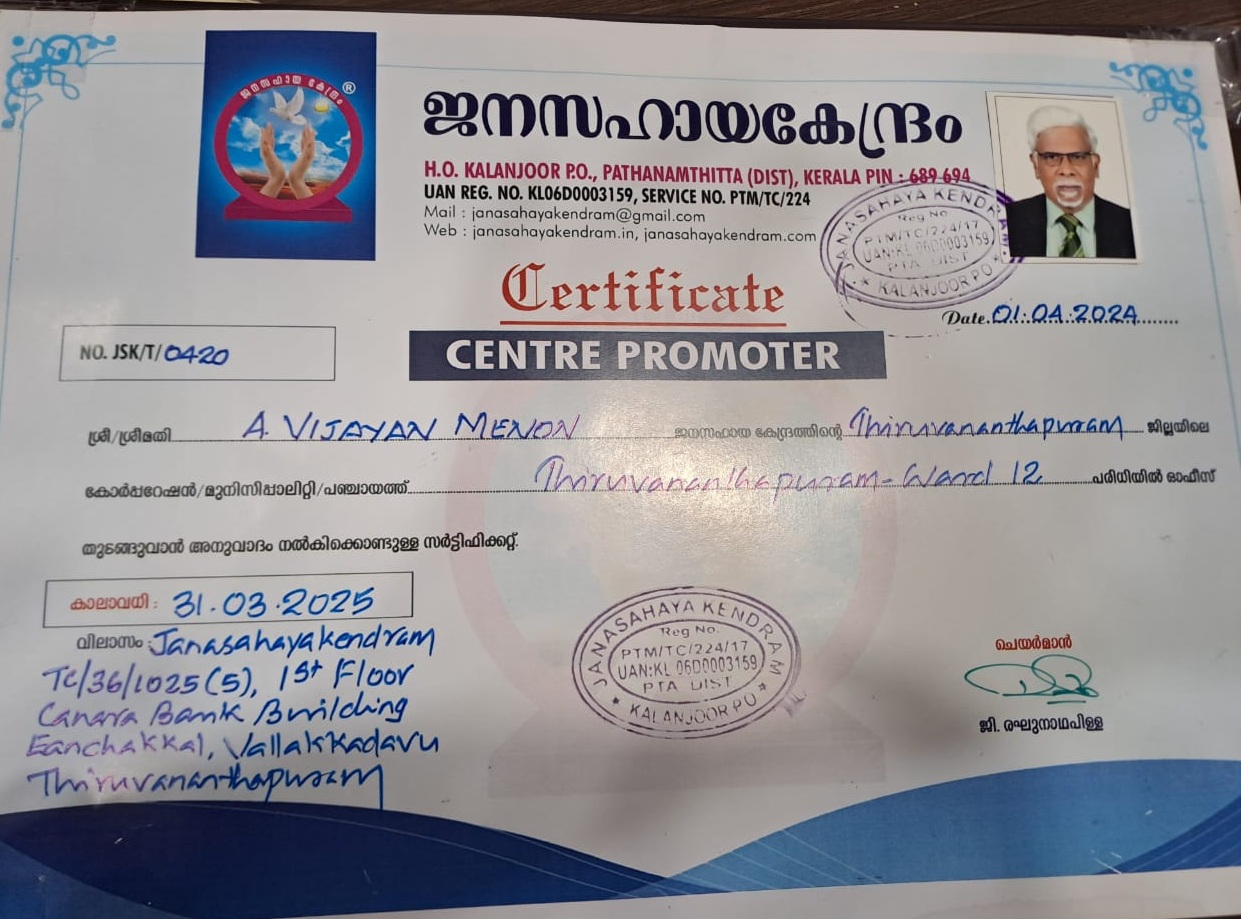 ജനസഹായ കേന്ദ്രം
®
ജനസഹായകേന്ദ്രം
H.O. KALANJOOR P.O., PATHANAMTHITTA (DIST), KERALA PIN : 689 694
UAN REG. NO. KL06D0003159, SERVICE NO. PTM/TC/224
Mail : janasahayakendram@gmail.com
Web : janasahayakendram.in, janasahayakendram.com
JANASAHAYA KENDRAM
Reg No
PTM/TC/224/17
UAN:KL 06D0003159
PTA DIST
* KALANJOOR PO *
Certificate
Date.01.04.2024........
NO. JSK/T/0420
CENTRE PROMOTER
ശ്രീ/ശ്രീമതി A. VIJAYAN MENON ജനസഹായ കേന്ദ്രത്തിന്റെ Thiruvananthapuram ജില്ലയിലെ
കോർപ്പറേഷൻ/മുനിസിപ്പാലിറ്റി/പഞ്ചായത്ത് Thiruvananthapuram- Ward 12 പരിധിയിൽ ഓഫീസ്
തുടങ്ങുവാൻ അനുവാദം നൽകികൊണ്ടുള്ള സർട്ടിഫിക്കറ്റ്.
കാലാവധി : 31.03.2025
വിലാസം : Janasahayakendram
TC/36/1025(5), 1st Floor
Canara Bank Building
Eanchakkal, Vallakkadavu
Thiruvananthapuram
JANASAHAYA KENDRAM
Reg No.
PTM/TC/224/17
UAN:KL 06D0003159
PTA DIST
* KALANJOOR PO *
ചെയർമാൻ
ജി. രഘുനാഥപിള്ള